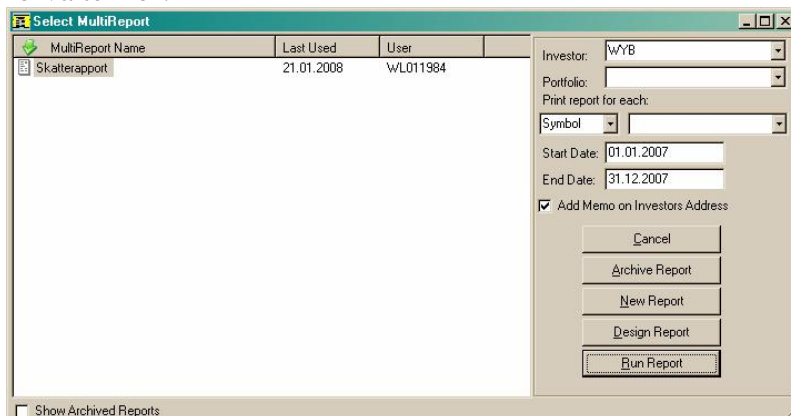 Select MultiReport
MultiReport Name Last Used User
Skatterapport 21.01.2008 WL011984
Investor: WYB
Portfolio:
Print report for each:
Symbol
Start Date: 01.01.2007
End Date: 31.12.2007
Add Memo on Investors Address
Cancel
Archive Report
New Report
Design Report
Run Report
Show Archived Reports